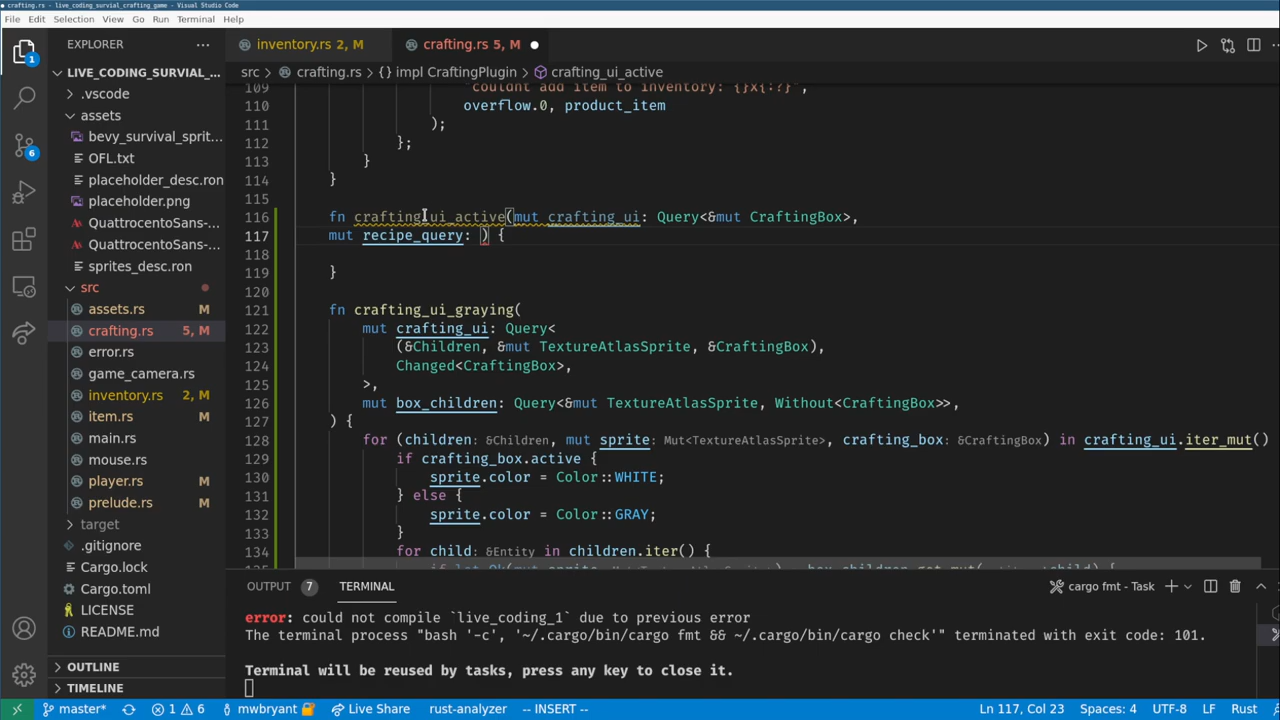 crafting.rs - live_coding_survial_crafting_game - Visual Studio Code
File Edit Selection View Go Run Terminal Help
EXPLORER
inventory.rs 2, M
crafting.rs 5, M
LIVE_CODING_SURVIAL_...
src > crafting.rs > {} impl CraftingPlugin > crafting_ui_active
.vscode
assets
bevy_survival_sprit...
OFL.txt
placeholder_desc.ron
placeholder.png
QuattrocentoSans-...
QuattrocentoSans-...
sprites_desc.ron
src
assets.rs M
crafting.rs 5, M
error.rs
game_camera.rs
inventory.rs 2, M
item.rs M
main.rs
mouse.rs
player.rs M
prelude.rs M
target
.gitignore
Cargo.lock
Cargo.toml
LICENSE
README.md
OUTLINE
TIMELINE
1
6
109 "couldnt add item to inventory: {}x{:?}",
110 overflow.0, product_item
111 );
112 };
113 }
114 }
115
116 fn crafting_ui_active(mut crafting_ui: Query<&mut CraftingBox>,
117 mut recipe_query: ) {
118
119 }
120
121 fn crafting_ui_graying(
122 mut crafting_ui: Query<
123 (&Children, &mut TextureAtlasSprite, &CraftingBox),
124 Changed<CraftingBox>,
125 >,
126 mut box_children: Query<&mut TextureAtlasSprite, Without<CraftingBox>>,
127 ) {
128 for (children: &Children, mut sprite: Mut<TextureAtlasSprite>, crafting_box: &CraftingBox) in crafting_ui.iter_mut()
129 if crafting_box.active {
130 sprite.color = Color::WHITE;
131 } else {
132 sprite.color = Color::GRAY;
133 }
134 for child: &Entity in children.iter() {
OUTPUT 7 TERMINAL
cargo fmt - Task
error: could not compile `live_coding_1` due to previous error
The terminal process "bash '-c', '~/.cargo/bin/cargo fmt && ~/.cargo/bin/cargo check'" terminated with exit code: 101.
Terminal will be reused by tasks, press any key to close it.
master* 1 6 mwbryant Live Share rust-analyzer -- INSERT -- Ln 117, Col 23 Spaces: 4 UTF-8 LF Rust